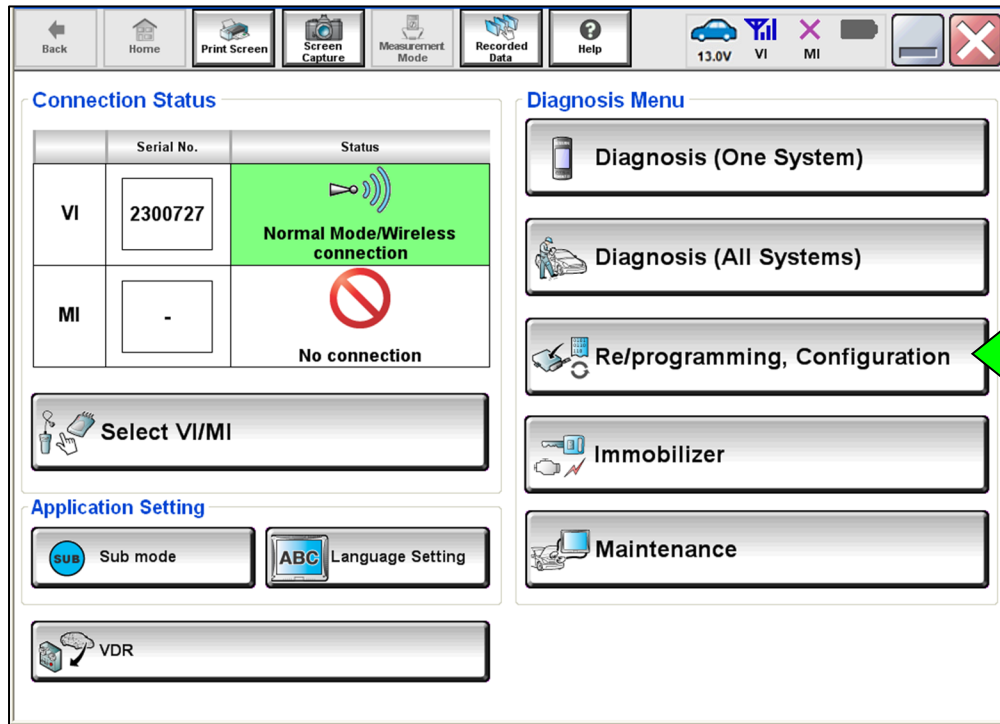 Back
Home
Print Screen
Screen
Capture
Measurement
Mode
Recorded
Data
Help
13.0V
VI
MI
Connection Status
Serial No.
Status
VI
2300727
Normal Mode/Wireless
connection
MI
-
No connection
Select VI/MI
Application Setting
SUB
Sub mode
ABC
Language Setting
VDR
Diagnosis Menu
Diagnosis (One System)
Diagnosis (All Systems)
Re/programming, Configuration
Immobilizer
Maintenance